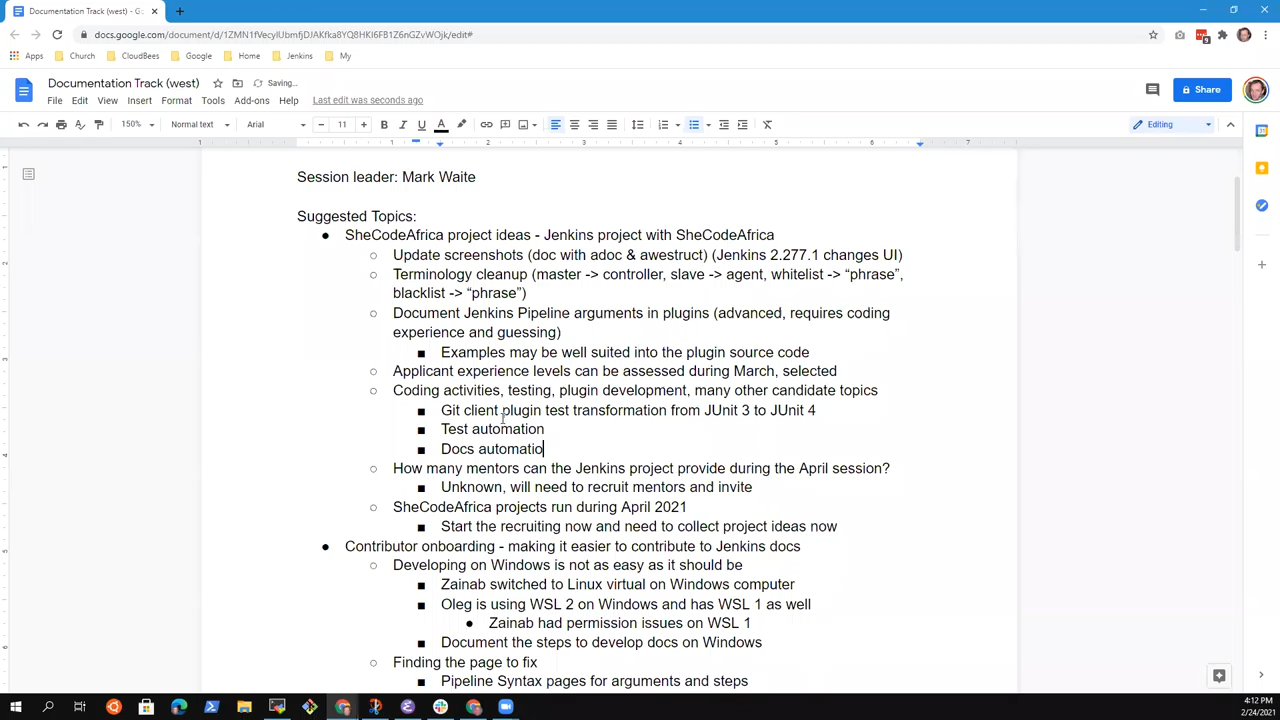 Documentation Track (west) - G...
docs.google.com/document/d/1ZMN1fVecylUbmfjDJAKfka8YQ8HKI6FB1Z6nGZvWOjk/edit#
Apps Church CloudBees Google Home Jenkins My
Documentation Track (west) Saving...
File Edit View Insert Format Tools Add-ons Help Last edit was seconds ago
Share
150% Normal text Arial 11 Editing
1 1 2 3 4 5 6 7
Session leader: Mark Waite
Suggested Topics:
● SheCodeAfrica project ideas - Jenkins project with SheCodeAfrica
○ Update screenshots (doc with adoc & awestruct) (Jenkins 2.277.1 changes UI)
○ Terminology cleanup (master -> controller, slave -> agent, whitelist -> “phrase”,
blacklist -> “phrase”)
○ Document Jenkins Pipeline arguments in plugins (advanced, requires coding
experience and guessing)
■ Examples may be well suited into the plugin source code
○ Applicant experience levels can be assessed during March, selected
○ Coding activities, testing, plugin development, many other candidate topics
■ Git client plugin test transformation from JUnit 3 to JUnit 4
■ Test automation
■ Docs automatio
○ How many mentors can the Jenkins project provide during the April session?
■ Unknown, will need to recruit mentors and invite
○ SheCodeAfrica projects run during April 2021
■ Start the recruiting now and need to collect project ideas now
● Contributor onboarding - making it easier to contribute to Jenkins docs
○ Developing on Windows is not as easy as it should be
■ Zainab switched to Linux virtual on Windows computer
■ Oleg is using WSL 2 on Windows and has WSL 1 as well
● Zainab had permission issues on WSL 1
■ Document the steps to develop docs on Windows
○ Finding the page to fix
■ Pipeline Syntax pages for arguments and steps
4:12 PM
2/24/2021